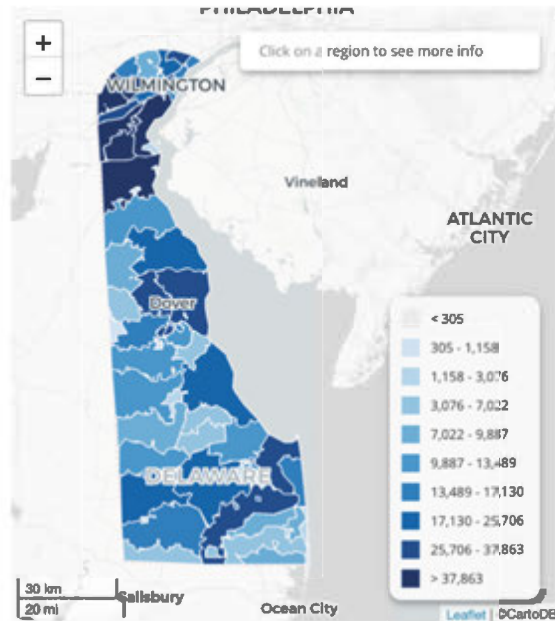 PHILADELPHIA
+
Click on a region to see more info
−
WILMINGTON
Vineland
ATLANTIC
CITY
Dover
< 305
305 - 1,158
1,158 - 3,076
3,076 - 7,022
7,022 - 9,887
9,887 - 13,489
13,489 - 17,130
17,130 - 25,706
25,706 - 37,863
> 37,863
DELAWARE
30 km
20 mi
Salisbury
Ocean City
Leaflet | ©CartoDB